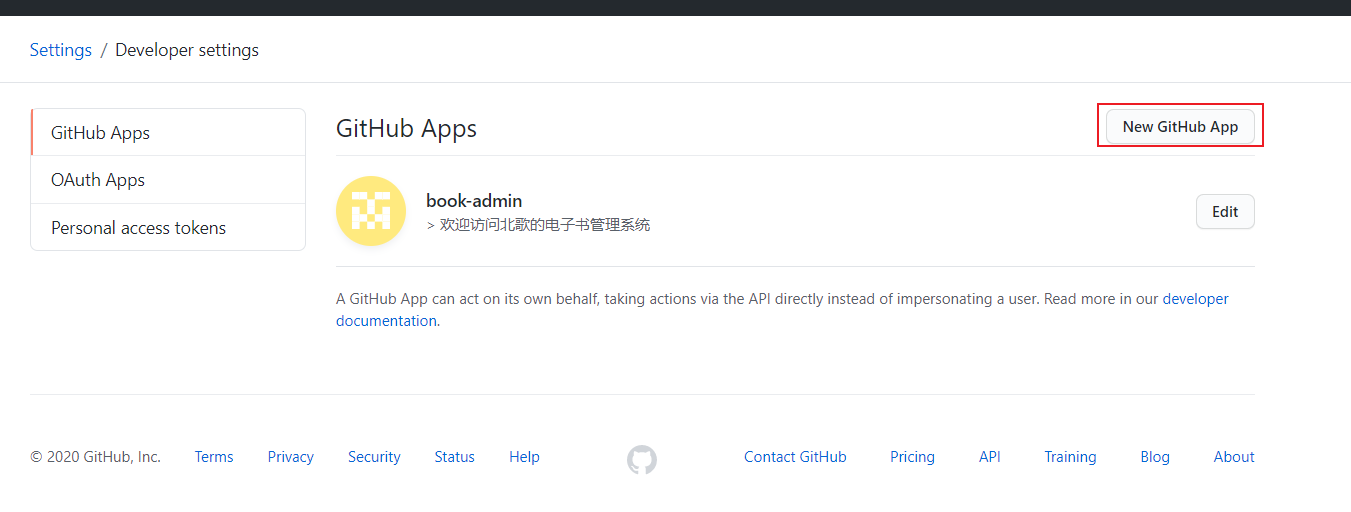 Settings / Developer settings
GitHub Apps
OAuth Apps
Personal access tokens
GitHub Apps
New GitHub App
book-admin
> 欢迎访问北歌的电子书管理系统
Edit
A GitHub App can act on its own behalf, taking actions via the API directly instead of impersonating a user. Read more in our developer
documentation.
© 2020 GitHub, Inc. Terms Privacy Security Status Help Contact GitHub Pricing API Training Blog About